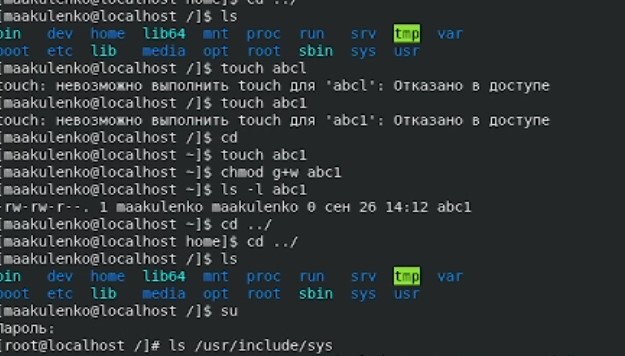 [maakulenko@localhost home]$ cd ../
[maakulenko@localhost /]$ ls
bin dev home lib64 mnt proc run srv tmp var
boot etc lib media opt root sbin sys usr
[maakulenko@localhost /]$ touch abcl
touch: невозможно выполнить touch для 'abcl': Отказано в доступе
[maakulenko@localhost /]$ touch abc1
touch: невозможно выполнить touch для 'abc1': Отказано в доступе
[maakulenko@localhost /]$ cd
[maakulenko@localhost ~]$ touch abc1
[maakulenko@localhost ~]$ chmod g+w abc1
[maakulenko@localhost ~]$ ls -l abc1
-rw-rw-r--. 1 maakulenko maakulenko 0 сен 26 14:12 abc1
[maakulenko@localhost ~]$ cd ../
[maakulenko@localhost home]$ cd ../
[maakulenko@localhost /]$ ls
bin dev home lib64 mnt proc run srv tmp var
boot etc lib media opt root sbin sys usr
[maakulenko@localhost /]$ su
Пароль:
[root@localhost /]# ls /usr/include/sys